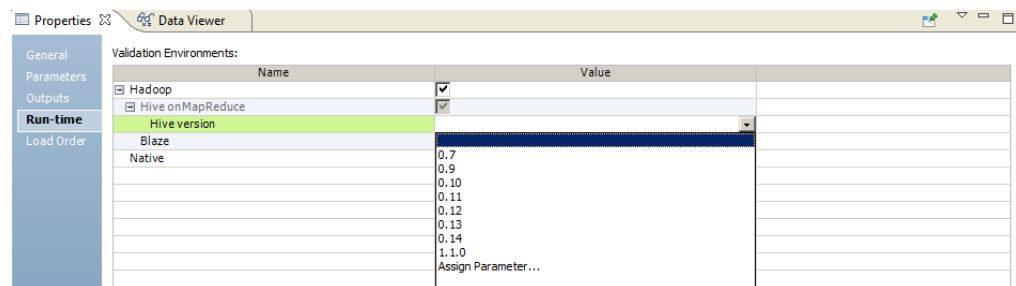 Properties Data Viewer
General
Parameters
Outputs
Run-time
Load Order
Validation Environments:
Name Value
Hadoop
Hive on MapReduce
Hive version
Blaze
Native
0.7
0.9
0.10
0.11
0.12
0.13
0.14
1.1.0
Assign Parameter...